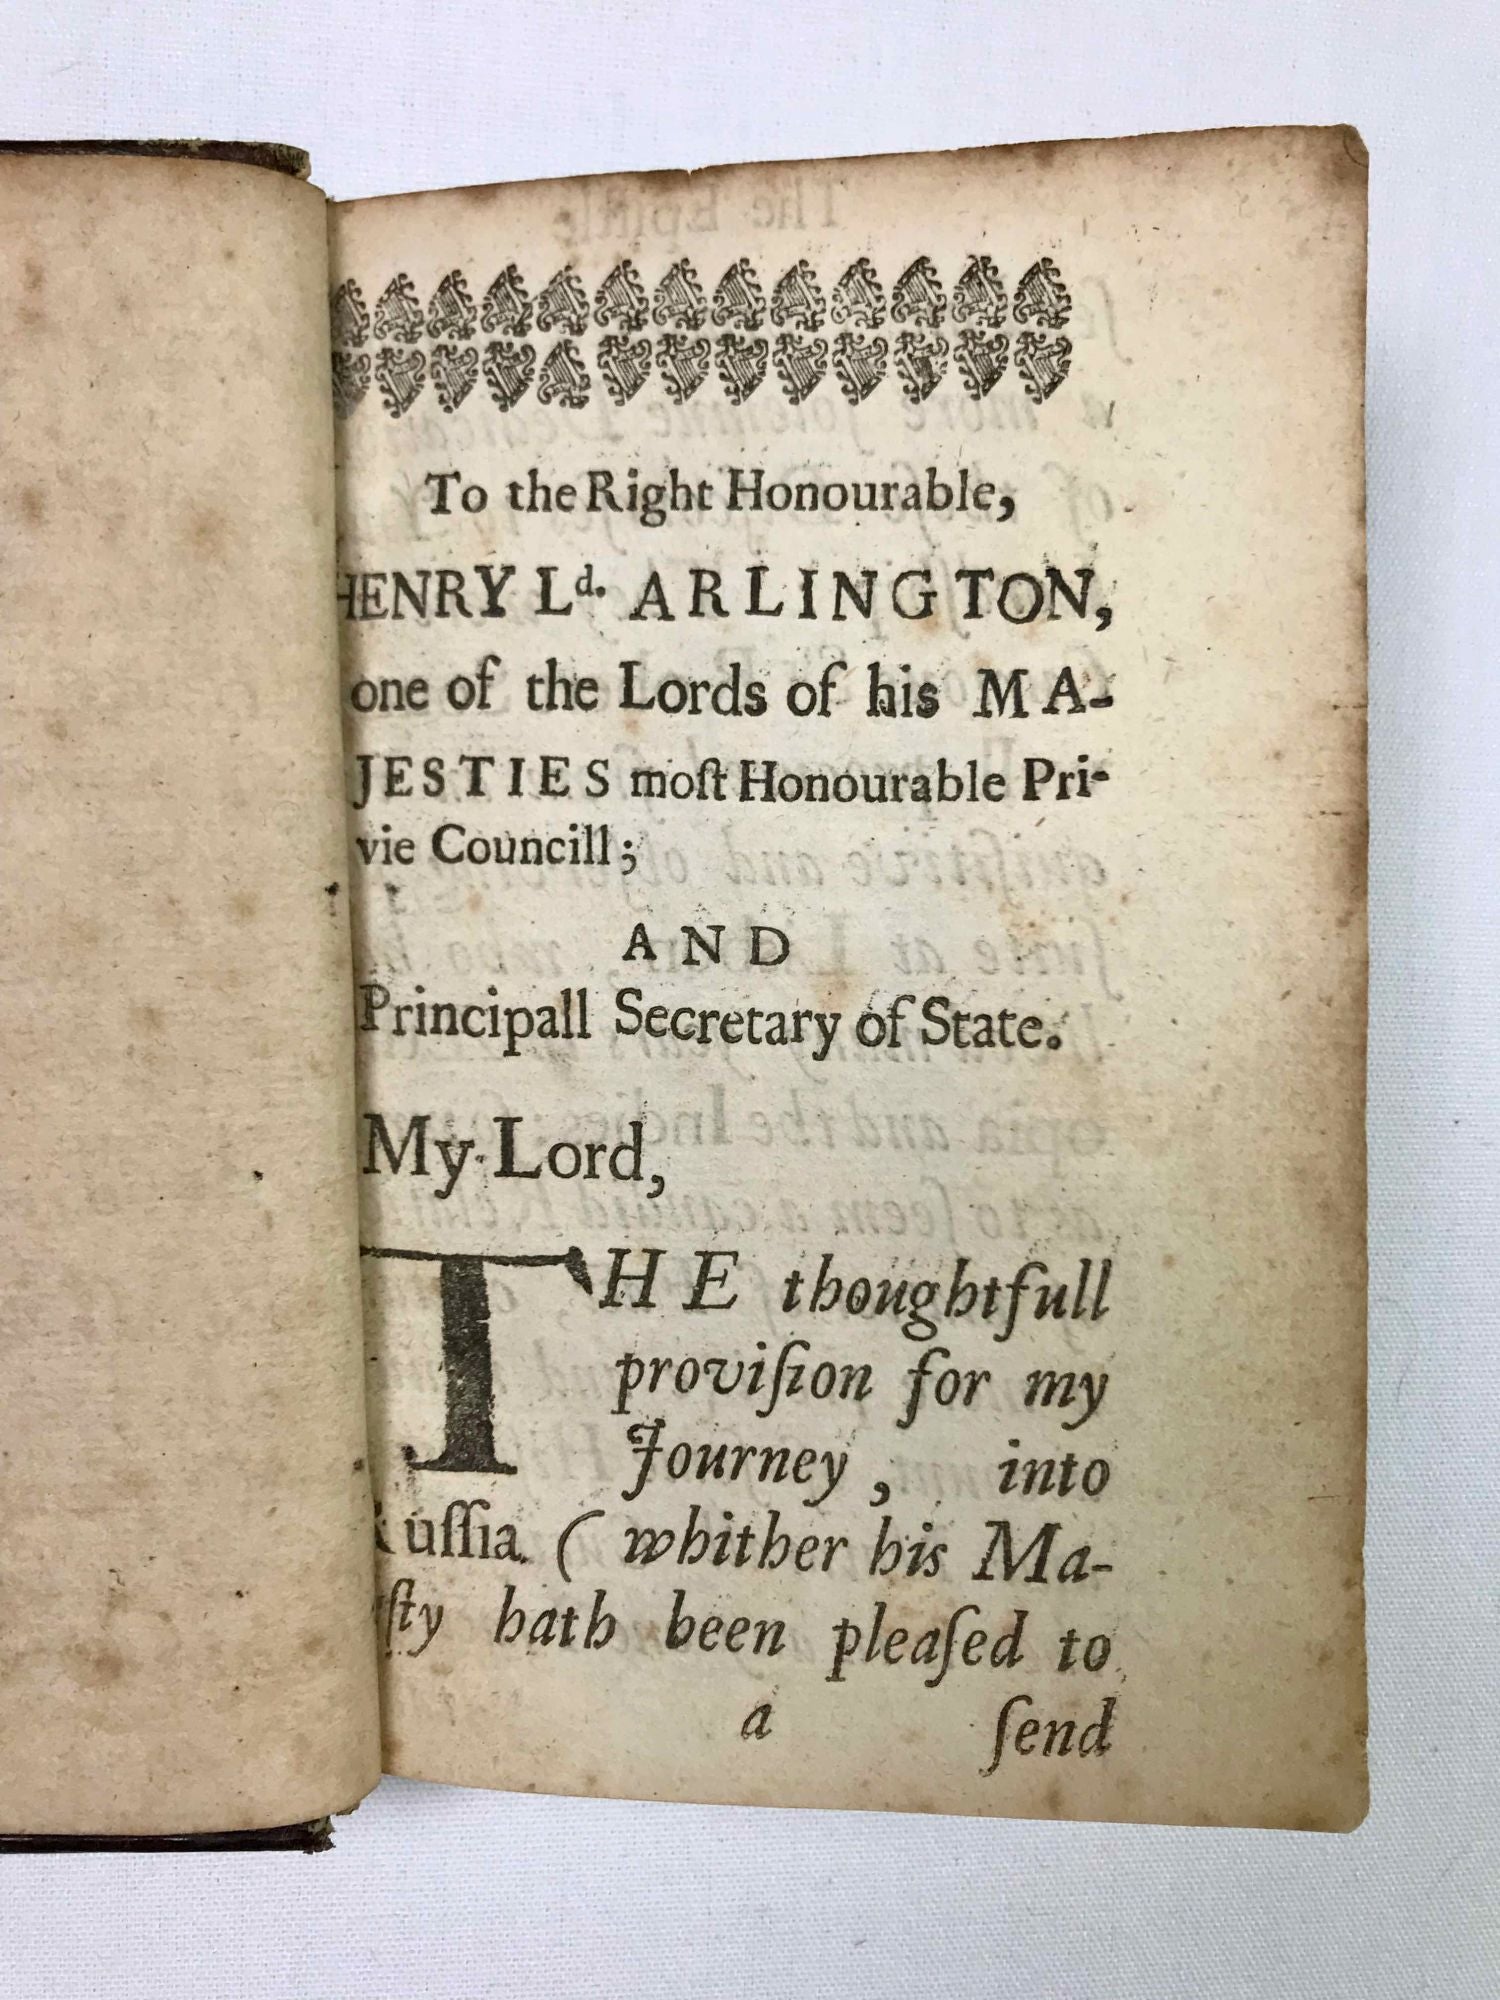 To the Right Honourable,
HENRY Ld. ARLINGTON,
one of the Lords of his MA-
JESTIES moſt Honourable Pri-
vie Councill;
AND
Principall Secretary of State.
My Lord,
THE thoughtfull
proviſion for my
Journey, into
Ruſſia (whither his Ma-
ſty hath been pleaſed to
a ſend